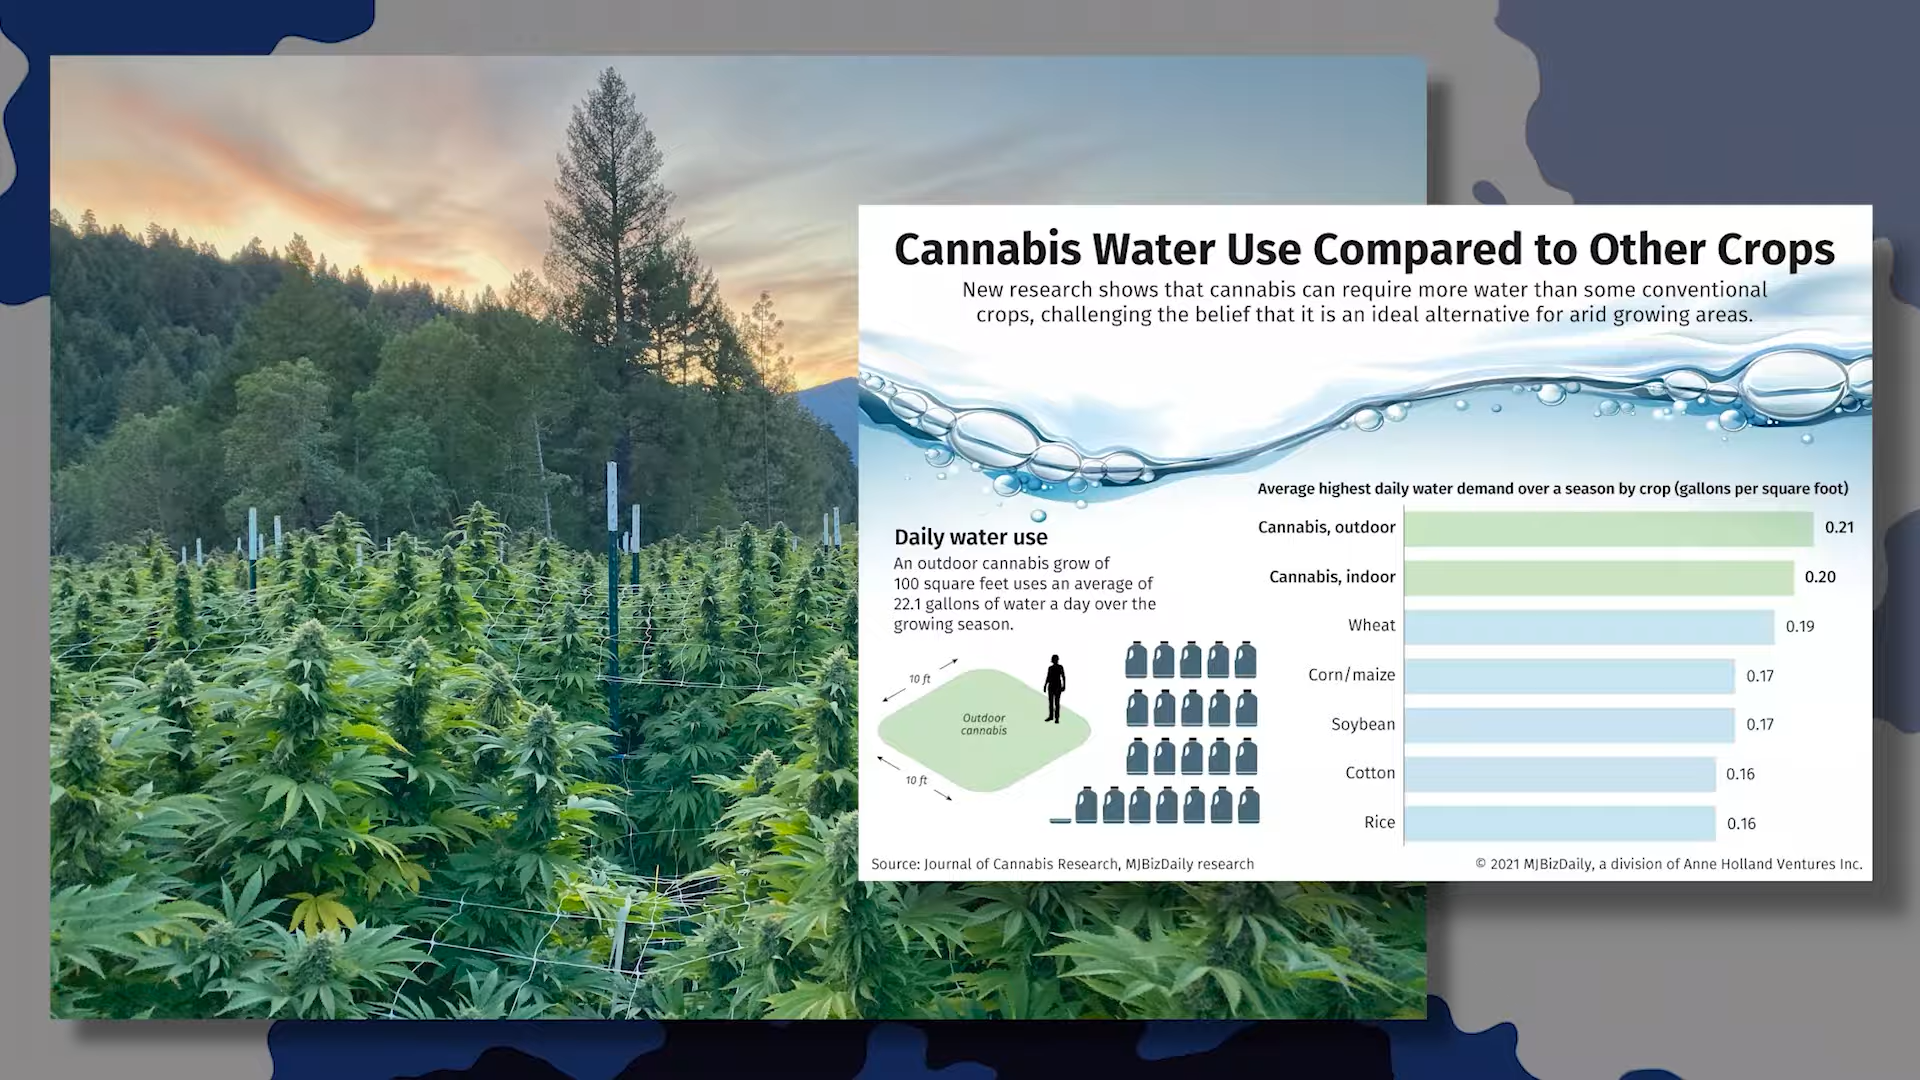 Cannabis Water Use Compared to Other Crops
New research shows that cannabis can require more water than some conventional
crops, challenging the belief that it is an ideal alternative for arid growing areas.
Daily water use
An outdoor cannabis grow of
100 square feet uses an average of
22.1 gallons of water a day over the
growing season.
10 ft
Outdoor
cannabis
10 ft
Average highest daily water demand over a season by crop (gallons per square foot)
Cannabis, outdoor 0.21
Cannabis, indoor 0.20
Wheat 0.19
Corn/maize 0.17
Soybean 0.17
Cotton 0.16
Rice 0.16
Source: Journal of Cannabis Research, MJBizDaily research
© 2021 MJBizDaily, a division of Anne Holland Ventures Inc.